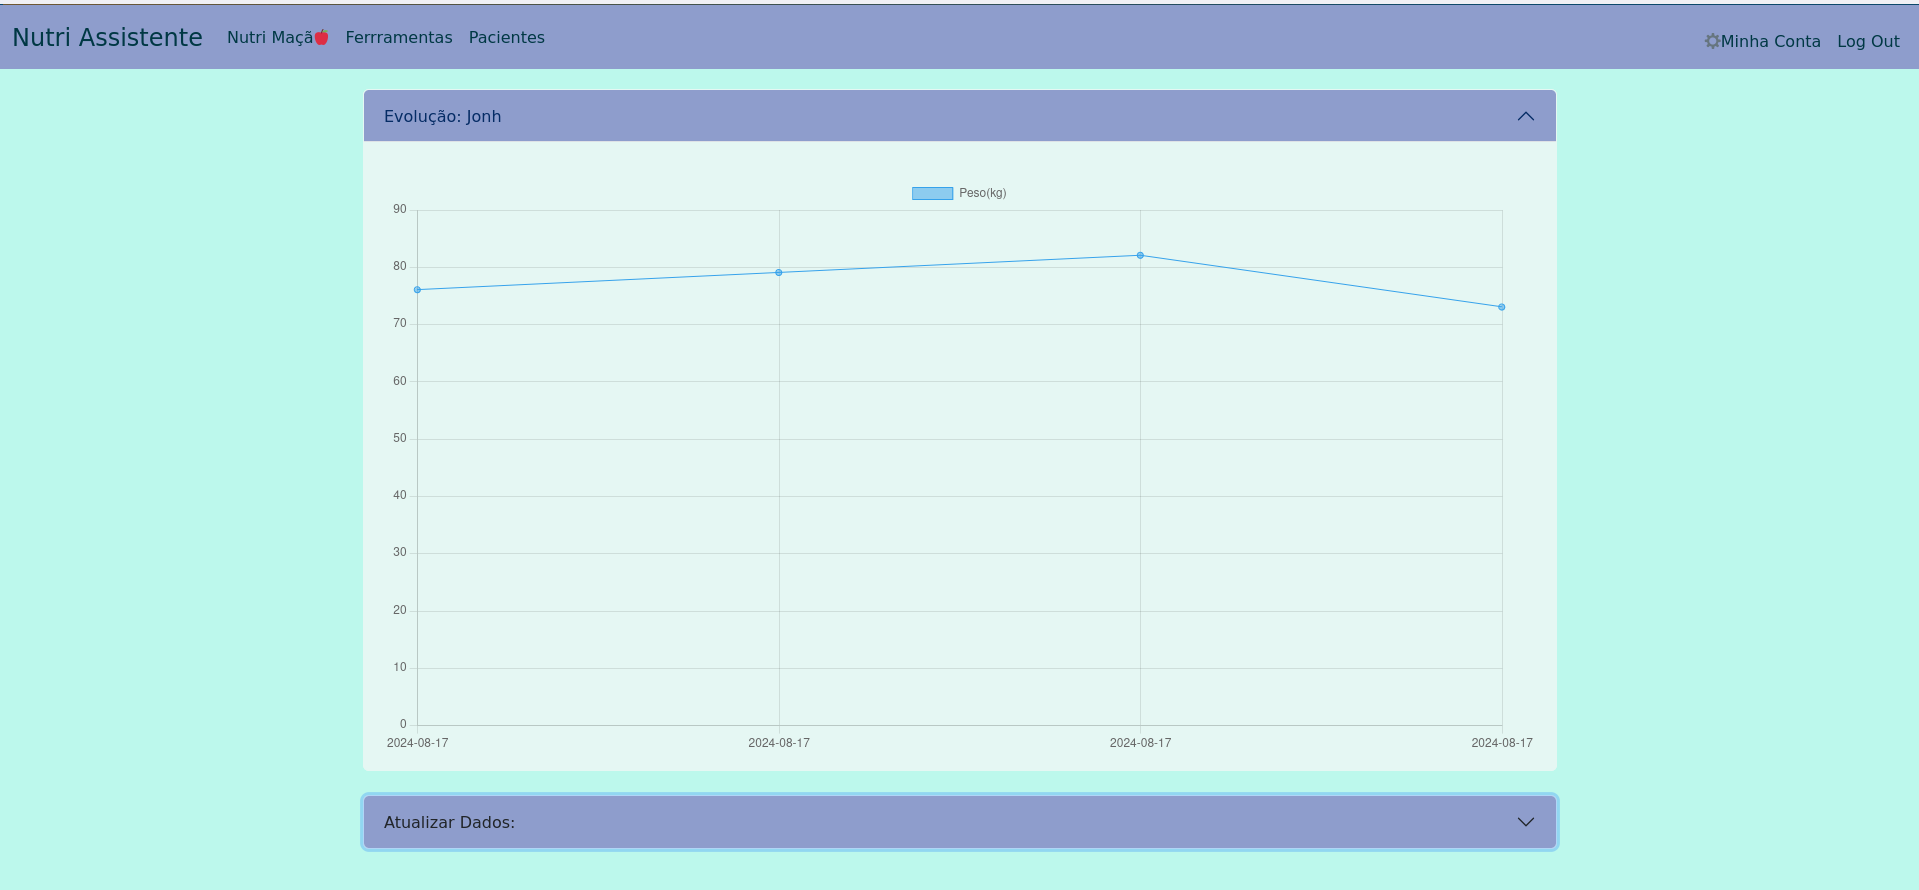 Nutri Assistente Nutri Maçã Ferrramentas Pacientes Minha Conta Log Out
Evolução: Jonh
Peso(kg)
90
80
70
60
50
40
30
20
10
0
2024-08-17 2024-08-17 2024-08-17 2024-08-17
Atualizar Dados: